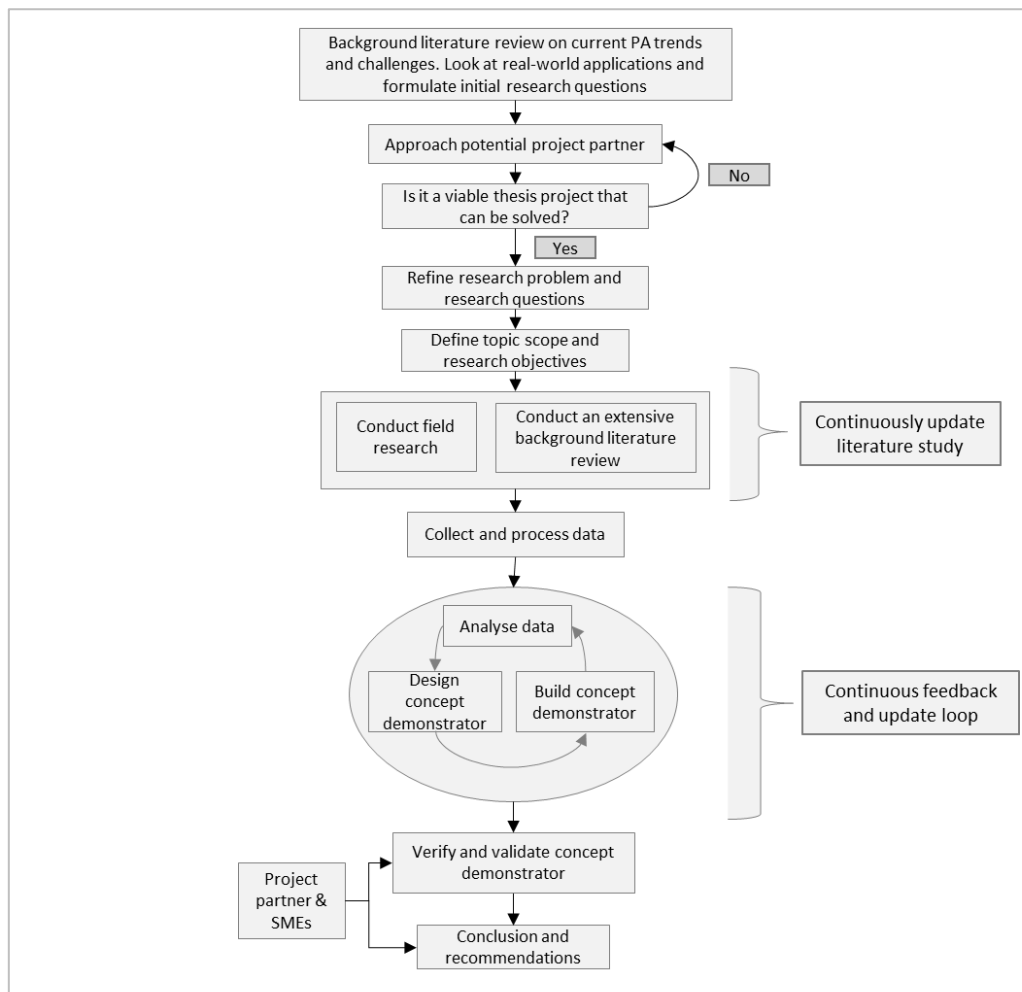 Background literature review on current PA trends
and challenges. Look at real-world applications and
formulate initial research questions
Approach potential project partner
No
Is it a viable thesis project that
can be solved?
Yes
Refine research problem and
research questions
Define topic scope and
research objectives
Conduct field
research
Conduct an extensive
background literature
review
Continuously update
literature study
Collect and process data
Analyse data
Design
concept
demonstrator
Build concept
demonstrator
Continuous feedback
and update loop
Verify and validate concept
demonstrator
Project
partner &
SMEs
Conclusion and
recommendations